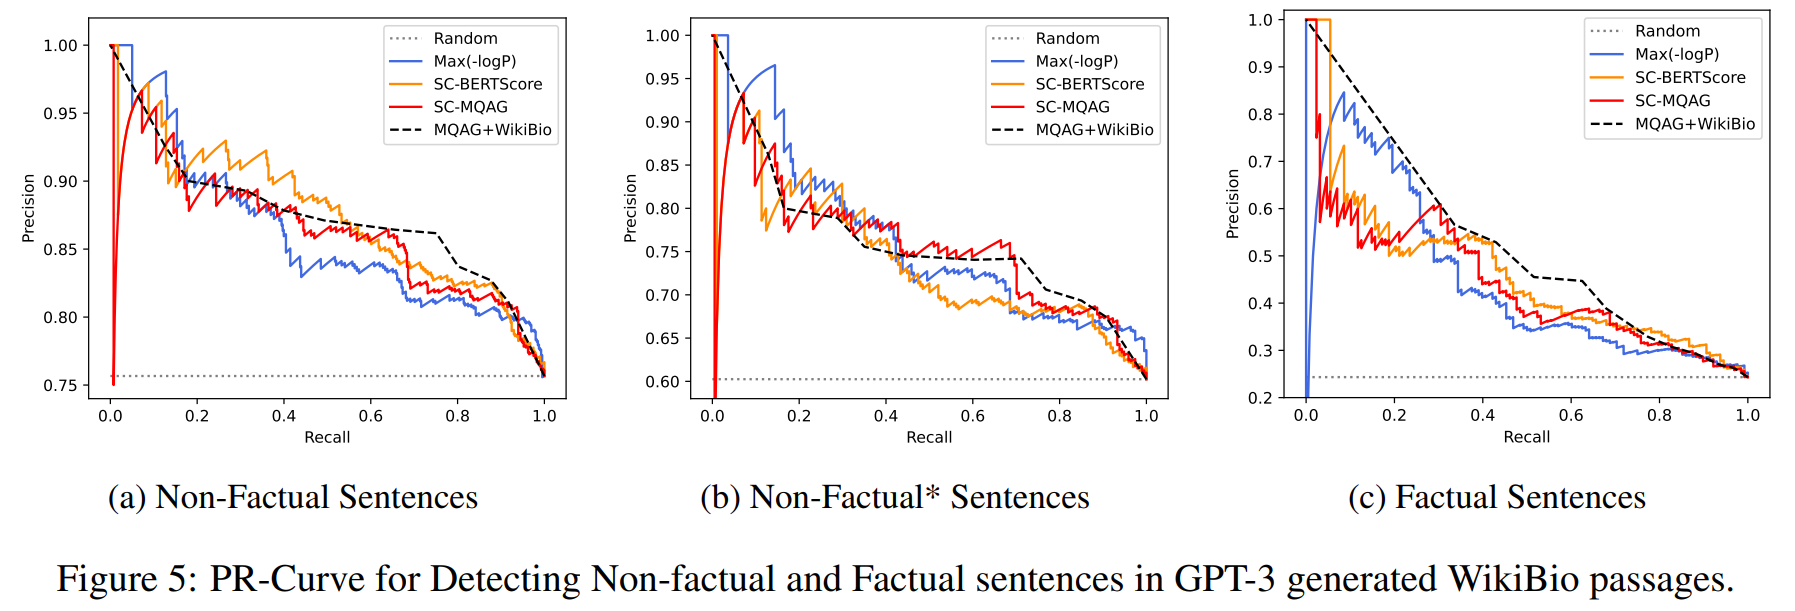 1.00
0.95
0.90
0.85
0.80
0.75
Precision
0.0 0.2 0.4 0.6 0.8 1.0
Recall
Random
Max(-logP)
SC-BERTScore
SC-MQAG
MQAG+WikiBio
(a) Non-Factual Sentences
1.00
0.95
0.90
0.85
0.80
0.75
0.70
0.65
0.60
Precision
0.0 0.2 0.4 0.6 0.8 1.0
Recall
Random
Max(-logP)
SC-BERTScore
SC-MQAG
MQAG+WikiBio
(b) Non-Factual* Sentences
1.0
0.9
0.8
0.7
0.6
0.5
0.4
0.3
0.2
Precision
0.0 0.2 0.4 0.6 0.8 1.0
Recall
Random
Max(-logP)
SC-BERTScore
SC-MQAG
MQAG+WikiBio
(c) Factual Sentences
Figure 5: PR-Curve for Detecting Non-factual and Factual sentences in GPT-3 generated WikiBio passages.